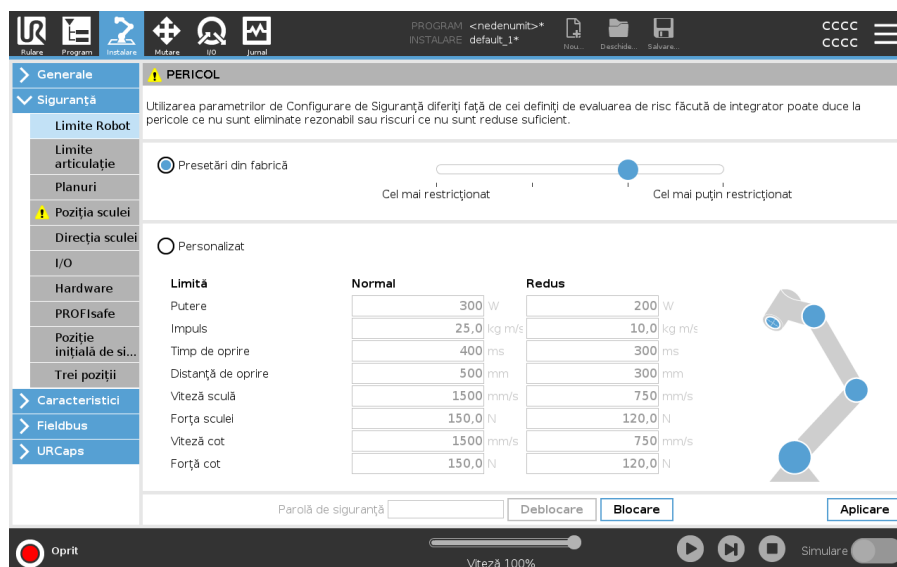 PROGRAM <nedenumit>*
INSTALARE default_1*
cccc
cccc
Rulare
Program
Instalare
Mutare
I/O
Jurnal
Nou...
Deschide...
Salvare...
Generale
Siguranță
Limite Robot
Limite
articulație
Planuri
Poziția sculei
Direcția sculei
I/O
Hardware
PROFIsafe
Poziție
inițială de si...
Trei poziții
Caracteristici
Fieldbus
URCaps
PERICOL
Utilizarea parametrilor de Configurare de Siguranță diferiți față de cei definiți de evaluarea de risc făcută de integrator poate duce la
pericole ce nu sunt eliminate rezonabil sau riscuri ce nu sunt reduse suficient.
Presetări din fabrică
Cel mai restricționat
Cel mai puțin restricționat
Personalizat
Limită Normal Redus
Putere 300 W 200 W
Impuls 25,0 kg m/s 10,0 kg m/s
Timp de oprire 400 ms 300 ms
Distanță de oprire 500 mm 300 mm
Viteză sculă 1500 mm/s 750 mm/s
Forța sculei 150,0 N 120,0 N
Viteză cot 1500 mm/s 750 mm/s
Forță cot 150,0 N 120,0 N
Parolă de siguranță Deblocare Blocare Aplicare
Oprit
Viteză 100%
Simulare